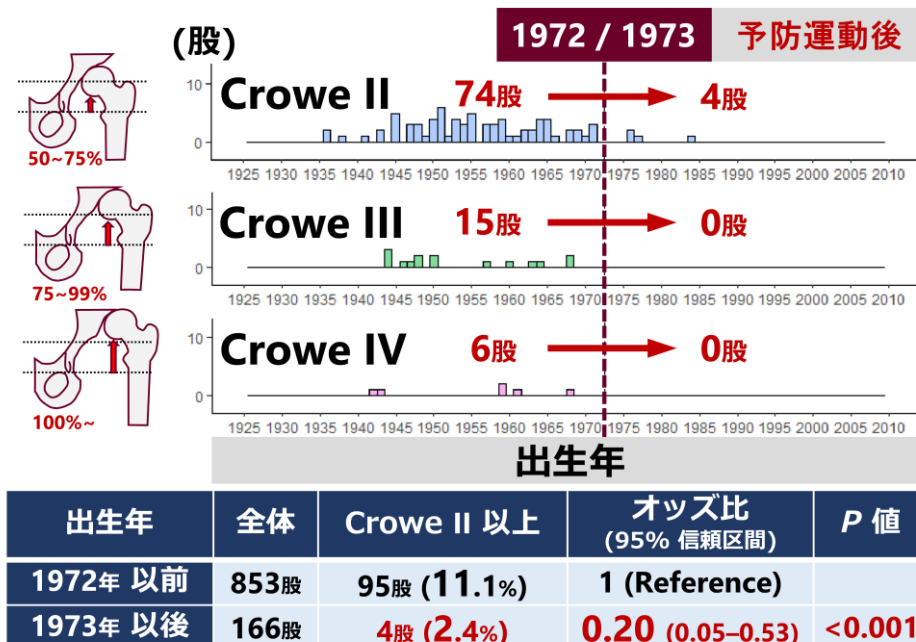 (股)
1972 / 1973
予防運動後
10
0
Crowe II
74股
4股
50~75%
1925 1930 1935 1940 1945 1950 1955 1960 1965 1970 1975 1980 1985 1990 1995 2000 2005 2010
10
0
Crowe III
15股
0股
75~99%
1925 1930 1935 1940 1945 1950 1955 1960 1965 1970 1975 1980 1985 1990 1995 2000 2005 2010
10
0
Crowe IV
6股
0股
100%~
1925 1930 1935 1940 1945 1950 1955 1960 1965 1970 1975 1980 1985 1990 1995 2000 2005 2010
出生年
出生年 全体 Crowe II 以上 オッズ比 (95% 信頼区間) P 値
1972年 以前 853股 95股 (11.1%) 1 (Reference)
1973年 以後 166股 4股 (2.4%) 0.20 (0.05–0.53) <0.001